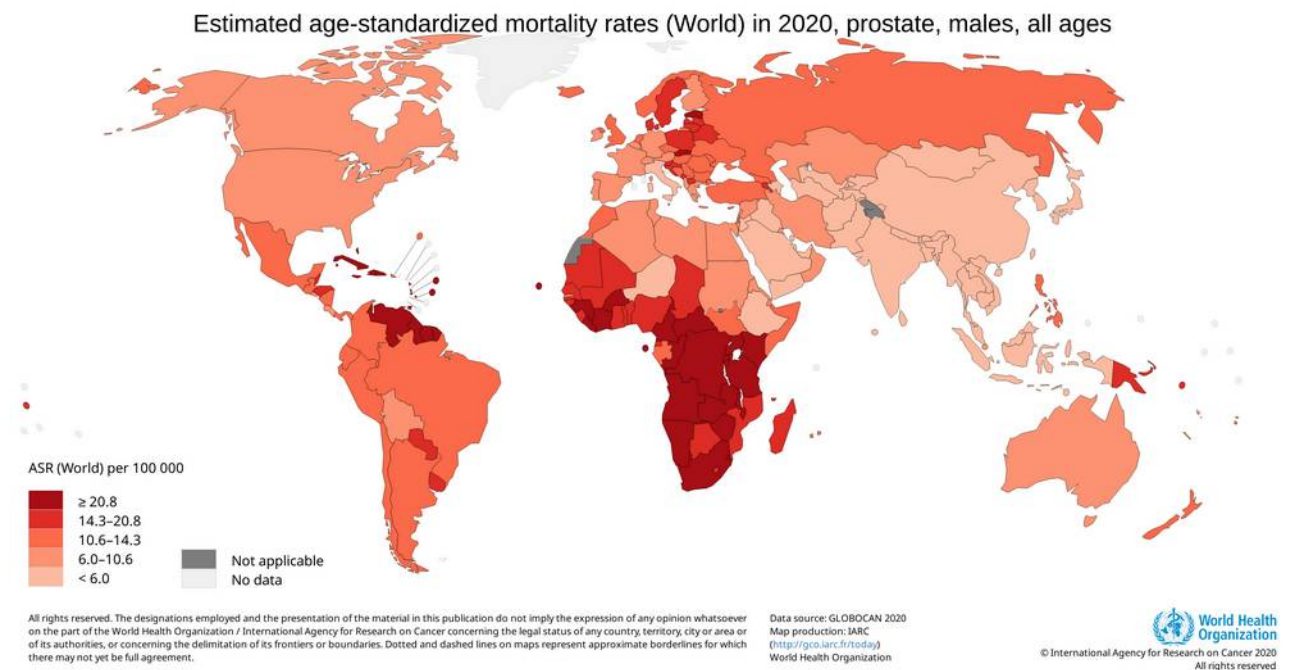 Estimated age-standardized mortality rates (World) in 2020, prostate, males, all ages
ASR (World) per 100 000
≥ 20.8
14.3–20.8
10.6–14.3
6.0–10.6
< 6.0
Not applicable
No data
All rights reserved. The designations employed and the presentation of the material in this publication do not imply the expression of any opinion whatsoever
on the part of the World Health Organization / International Agency for Research on Cancer concerning the legal status of any country, territory, city or area or
of its authorities, or concerning the delimitation of its frontiers or boundaries. Dotted and dashed lines on maps represent approximate borderlines for which
there may not yet be full agreement.
Data source: GLOBOCAN 2020
Map production: IARC
(http://gco.iarc.fr/today)
World Health Organization
World Health
Organization
© International Agency for Research on Cancer 2020
All rights reserved